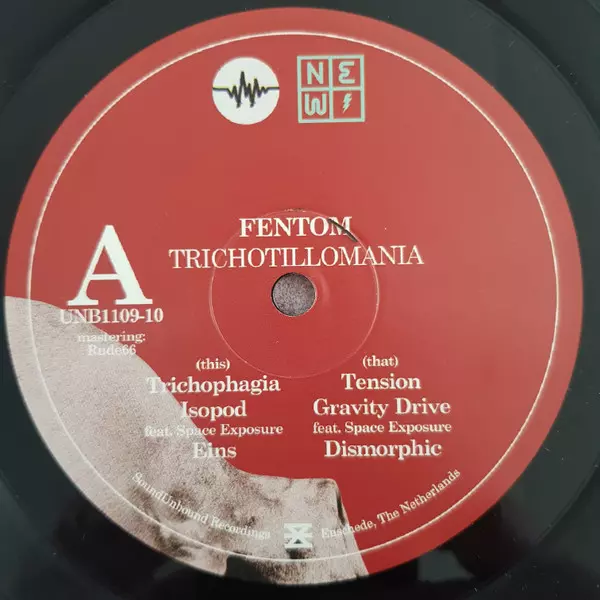 NEW
FENTOM
TRICHOTILLOMANIA
A
UNB1109-10
mastering:
Rude66
(this)
Trichophagia
Isopod
feat. Space Exposure
Eins
(that)
Tension
Gravity Drive
feat. Space Exposure
Dismorphic
SoundUnbound Recordings
Enschede, The Netherlands